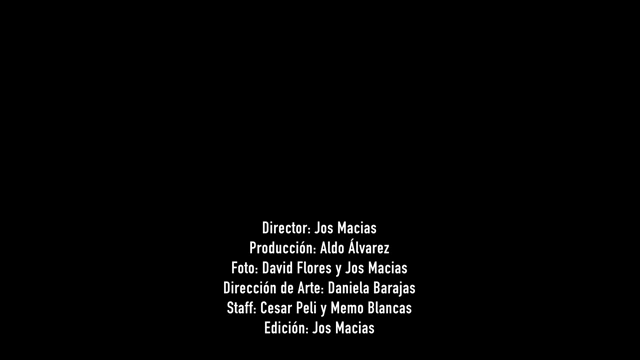 Director: Jos Macias
Producción: Aldo Álvarez
Foto: David Flores y Jos Macias
Dirección de Arte: Daniela Barajas
Staff: Cesar Peli y Memo Blancas
Edición: Jos Macias